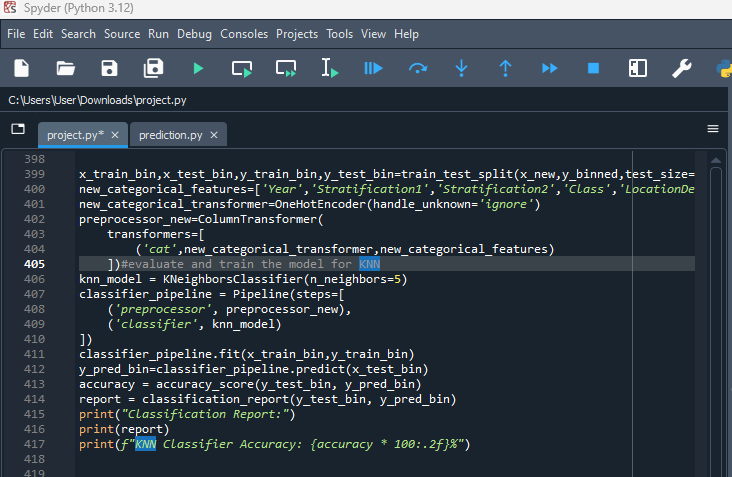 Spyder (Python 3.12)
File Edit Search Source Run Debug Consoles Projects Tools View Help
C:\Users\User\Downloads\project.py
project.py* prediction.py
398
399 x_train_bin,x_test_bin,y_train_bin,y_test_bin=train_test_split(x_new,y_binned,test_size=
400 new_categorical_features=['Year','Stratification1','Stratification2','Class','LocationDe
401 new_categorical_transformer=OneHotEncoder(handle_unknown='ignore')
402 preprocessor_new=ColumnTransformer(
403     transformers=[
404         ('cat',new_categorical_transformer,new_categorical_features)
405     ])#evaluate and train the model for KNN
406 knn_model = KNeighborsClassifier(n_neighbors=5)
407 classifier_pipeline = Pipeline(steps=[
408     ('preprocessor', preprocessor_new),
409     ('classifier', knn_model)
410 ])
411 classifier_pipeline.fit(x_train_bin,y_train_bin)
412 y_pred_bin=classifier_pipeline.predict(x_test_bin)
413 accuracy = accuracy_score(y_test_bin, y_pred_bin)
414 report = classification_report(y_test_bin, y_pred_bin)
415 print("Classification Report:")
416 print(report)
417 print(f"KNN Classifier Accuracy: {accuracy * 100:.2f}%")
418
419